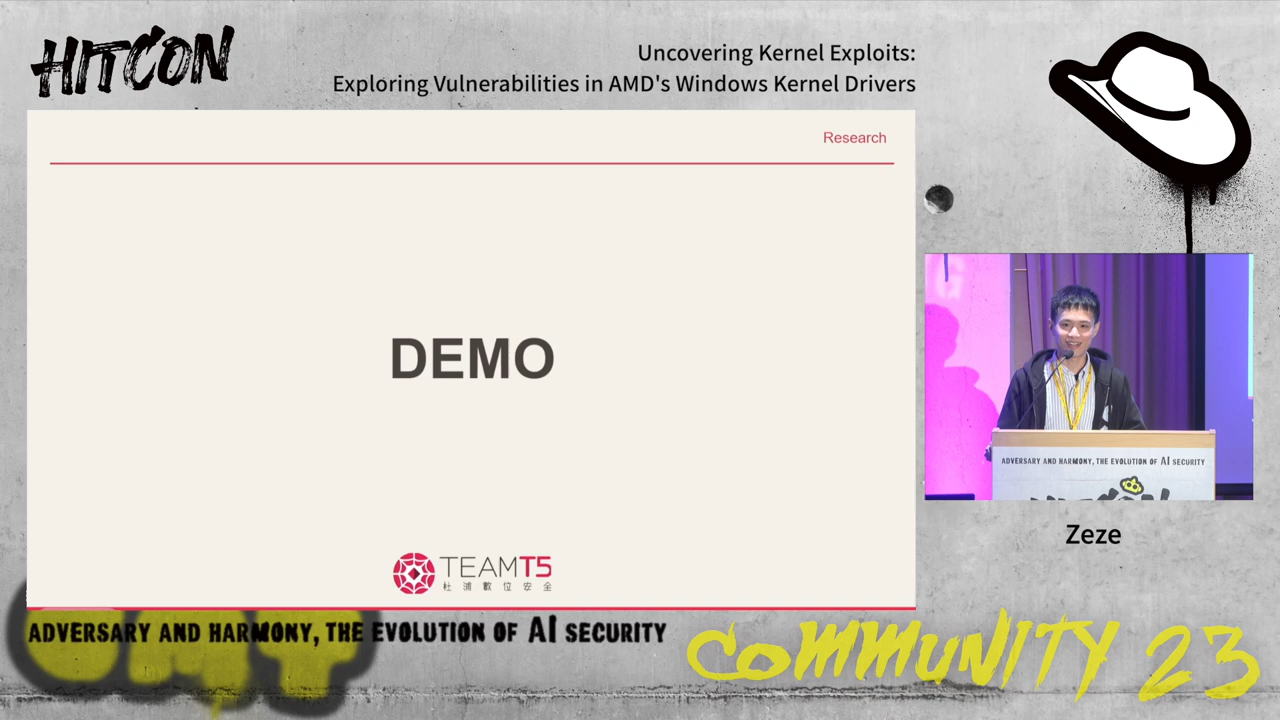 HITCON
Uncovering Kernel Exploits:
Exploring Vulnerabilities in AMD's Windows Kernel Drivers
Research
DEMO
TEAMT5
杜浦數位安全
ADVERSARY AND HARMONY, THE EVOLUTION OF AI SECURITY
Zeze
ADVERSARY AND HARMONY, THE EVOLUTION OF AI SECURITY
COMMUNITY 23